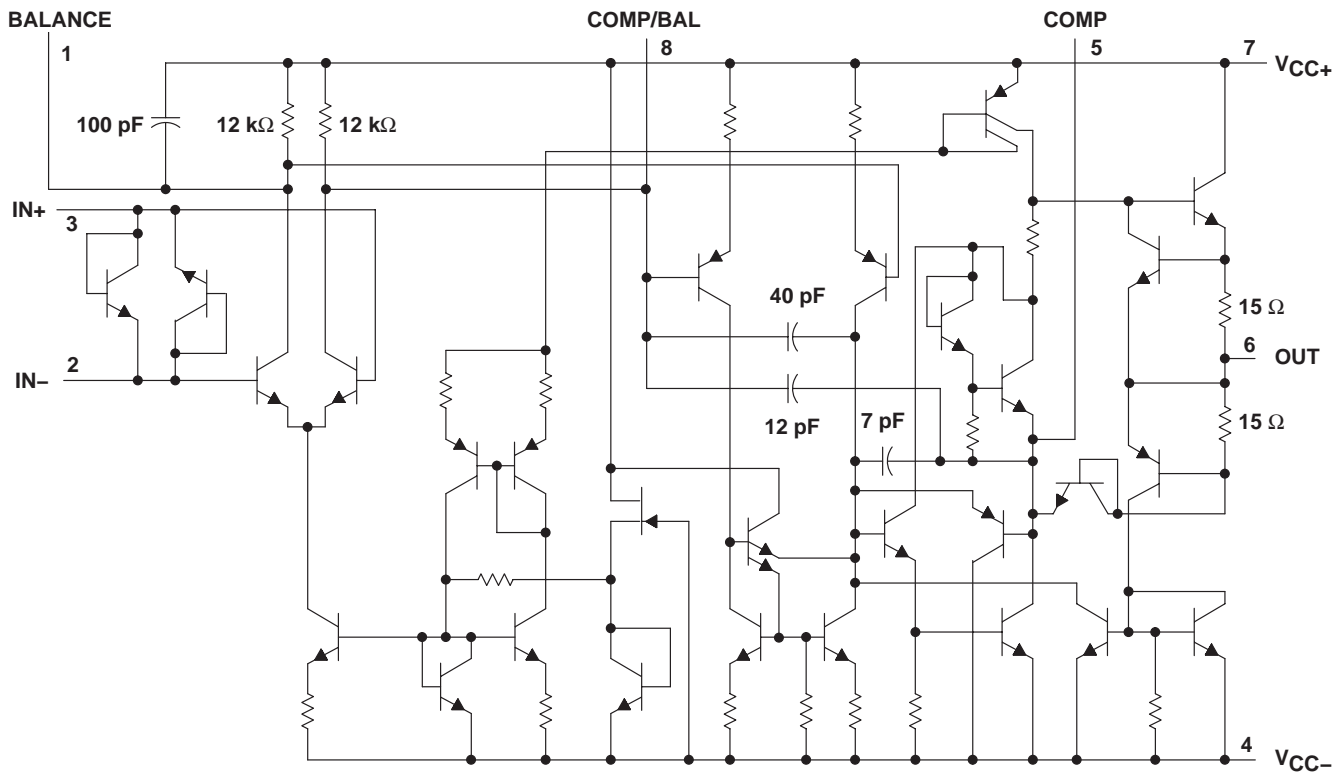 BALANCE
COMP/BAL
COMP
1
8
5
7
VCC+
100 pF
12 kΩ
12 kΩ
IN+
3
40 pF
15 Ω
2
IN–
6
OUT
12 pF
7 pF
15 Ω
4
VCC–